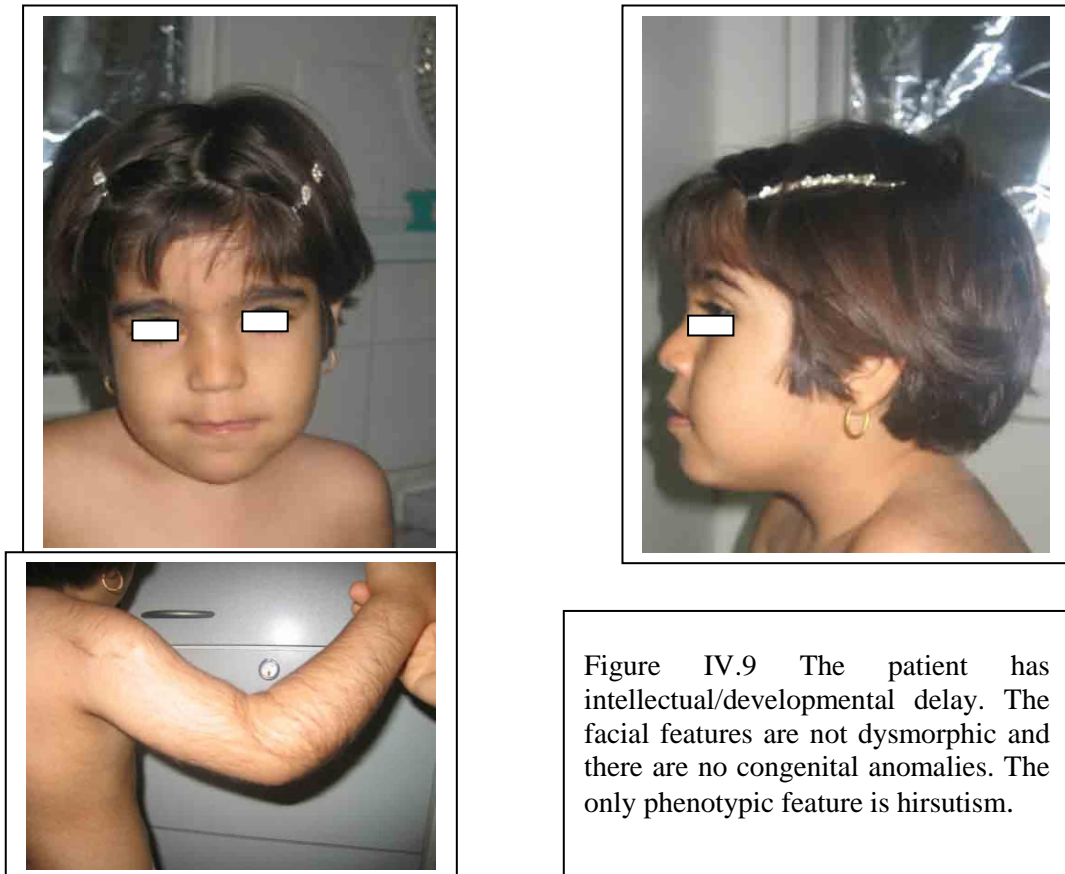 Figure IV.9 The patient has
intellectual/developmental delay. The
facial features are not dysmorphic and
there are no congenital anomalies. The
only phenotypic feature is hirsutism.